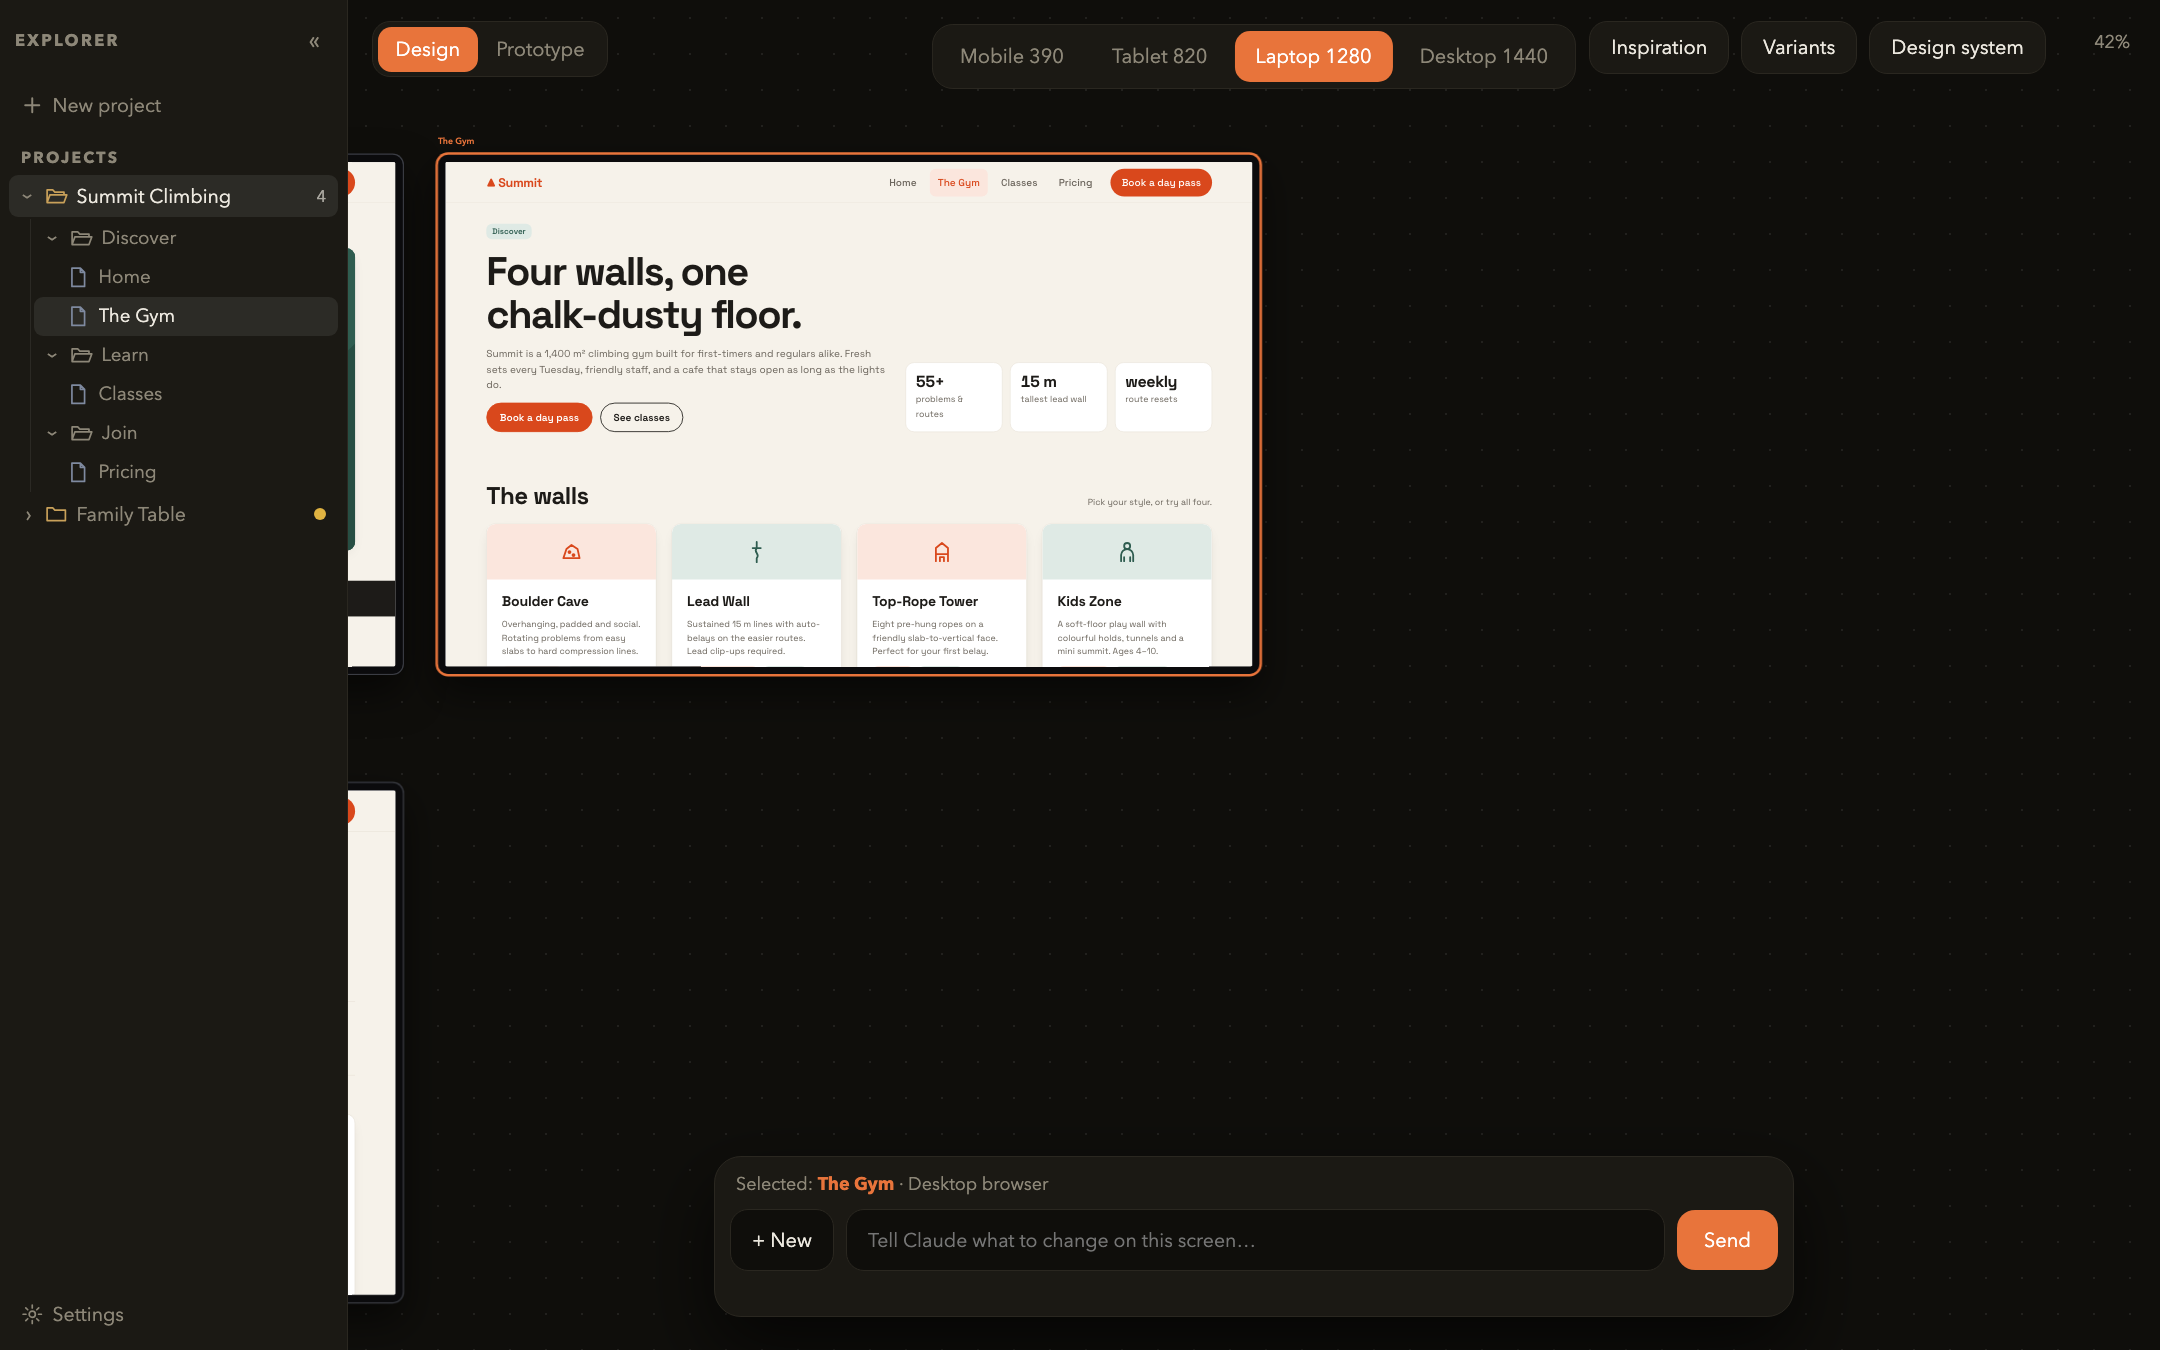 EXPLORER «
New project
PROJECTS
Summit Climbing 4
Discover
Home
The Gym
Learn
Classes
Join
Pricing
Family Table
Settings
Design Prototype
Mobile 390 Tablet 820 Laptop 1280 Desktop 1440
Inspiration Variants Design system 42%
The Gym
Summit Home The Gym Classes Pricing Book a day pass
Discover
Four walls, one
chalk-dusty floor.
Summit is a 1,400 m² climbing gym built for first-timers and regulars alike. Fresh
sets every Tuesday, friendly staff, and a cafe that stays open as long as the lights
do.
Book a day pass See classes
55+
problems &
routes
15 m
tallest lead wall
weekly
route resets
The walls
Pick your style, or try all four.
Boulder Cave
Overhanging, padded and social.
Rotating problems from easy
slabs to hard compression lines.
Lead Wall
Sustained 15 m lines with auto-
belays on the easier routes.
Lead clip-ups required.
Top-Rope Tower
Eight pre-hung ropes on a
friendly slab-to-vertical face.
Perfect for your first belay.
Kids Zone
A soft-floor play wall with
colourful holds, tunnels and a
mini summit. Ages 4–10.
Selected: The Gym · Desktop browser
+ New
Tell Claude what to change on this screen…
Send